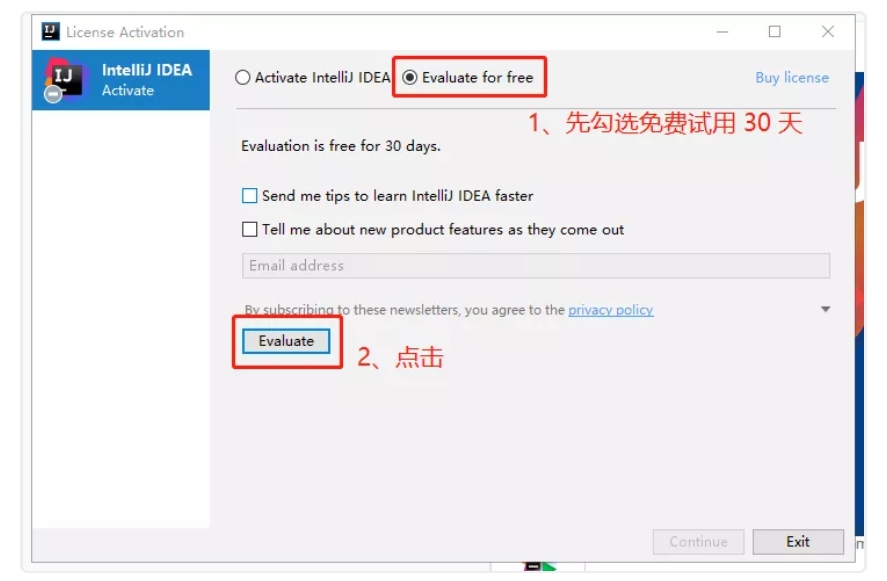 License Activation
IntelliJ IDEA
Activate
Activate IntelliJ IDEA
Evaluate for free
Buy license
1、先勾选免费试用 30 天
Evaluation is free for 30 days.
Send me tips to learn IntelliJ IDEA faster
Tell me about new product features as they come out
Email address
By subscribing to these newsletters, you agree to the privacy policy
Evaluate
2、点击
Continue
Exit